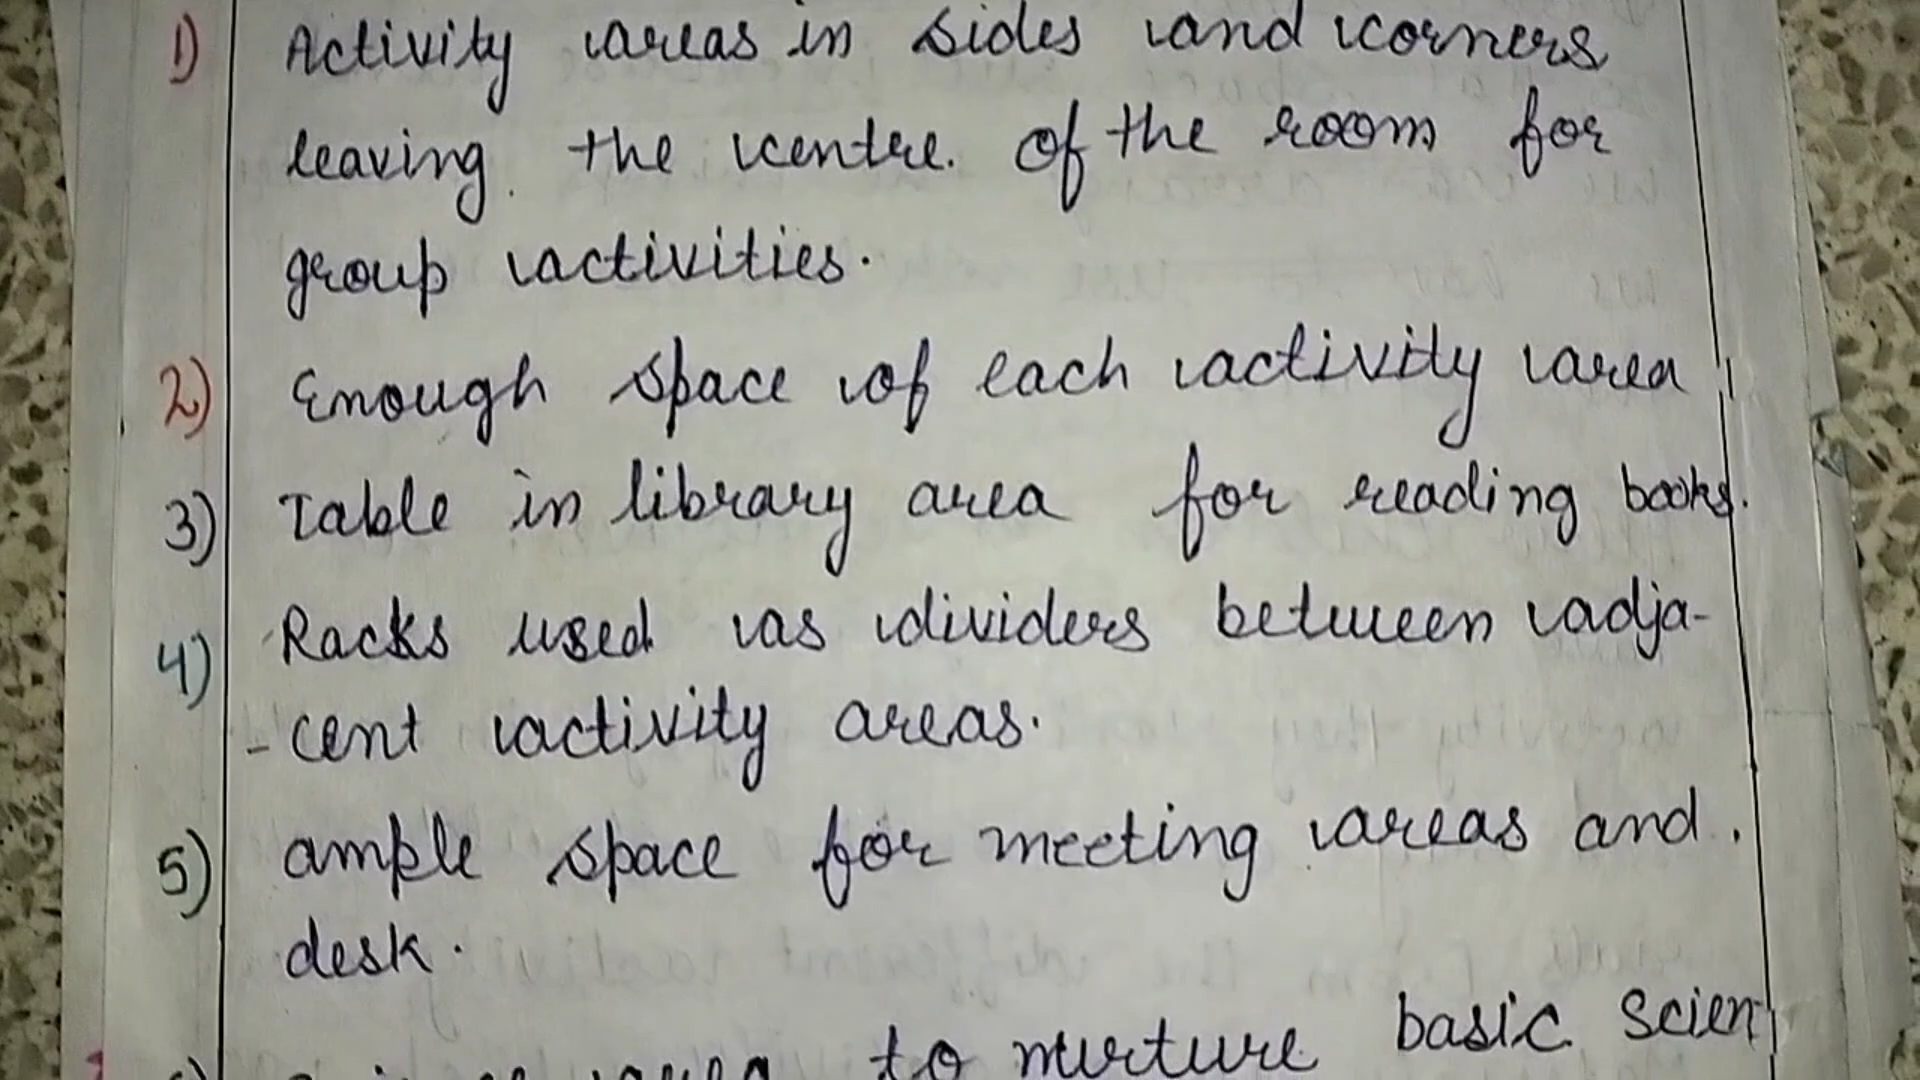 1) Activity areas in sides and corners
leaving the centre. of the room for
group activities.
2) Enough space of each activity area
3) Table in library area for reading books.
4) Racks used as dividers between adja-
- cent activity areas.
5) ample space for meeting areas and.
desk.
area to nurture basic scien